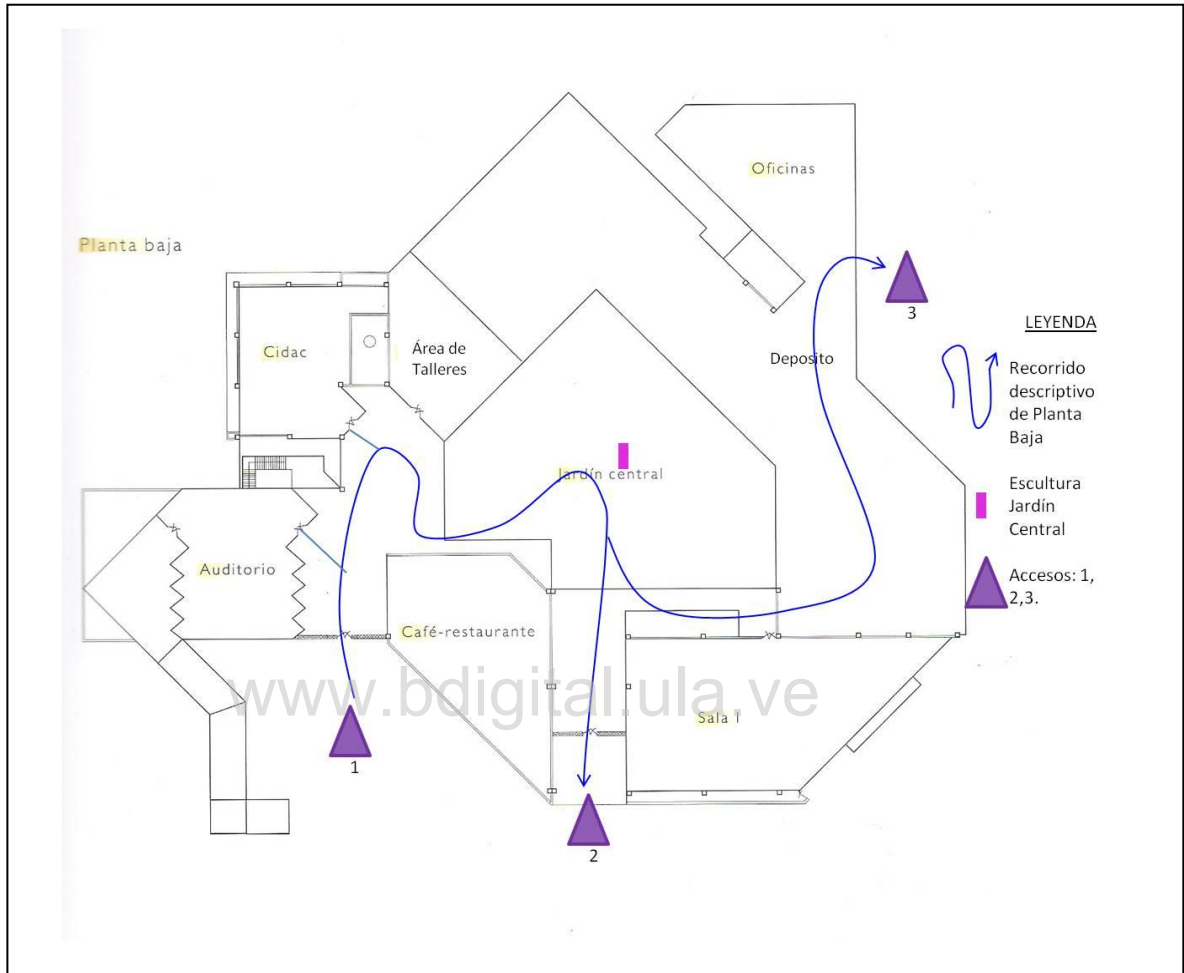 Planta baja
Oficinas
Cidac
Área de
Talleres
Deposito
3
LEYENDA
Recorrido
descriptivo
de Planta
Baja
Jardín central
Escultura
Jardín
Central
Auditorio
Accesos: 1,
2,3.
Café-restaurante
Sala I
www.bdigital.ula.ve
1
2